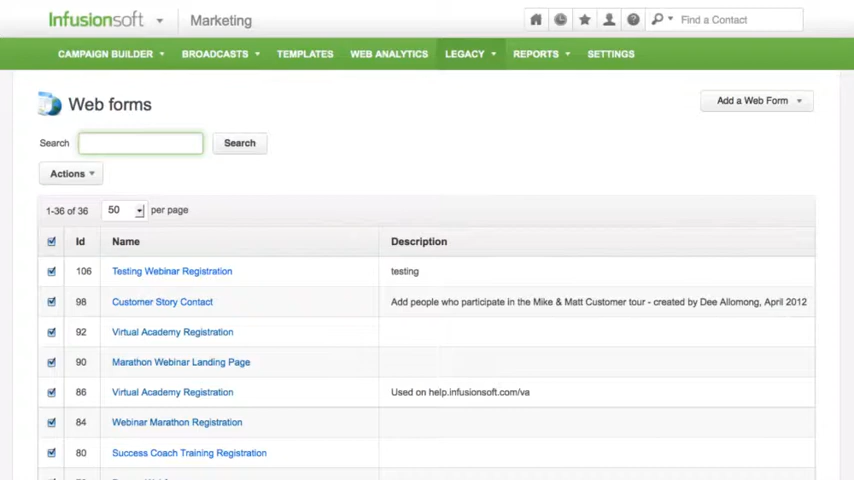 Infusionsoft Marketing Find a Contact
CAMPAIGN BUILDER BROADCASTS TEMPLATES WEB ANALYTICS LEGACY REPORTS SETTINGS
Web forms Add a Web Form
Search Search
Actions
1-36 of 36 50 per page
Id Name Description
106 Testing Webinar Registration testing
98 Customer Story Contact Add people who participate in the Mike & Matt Customer tour - created by Dee Allomong, April 2012
92 Virtual Academy Registration
90 Marathon Webinar Landing Page
86 Virtual Academy Registration Used on help.infusionsoft.com/va
84 Webinar Marathon Registration
80 Success Coach Training Registration